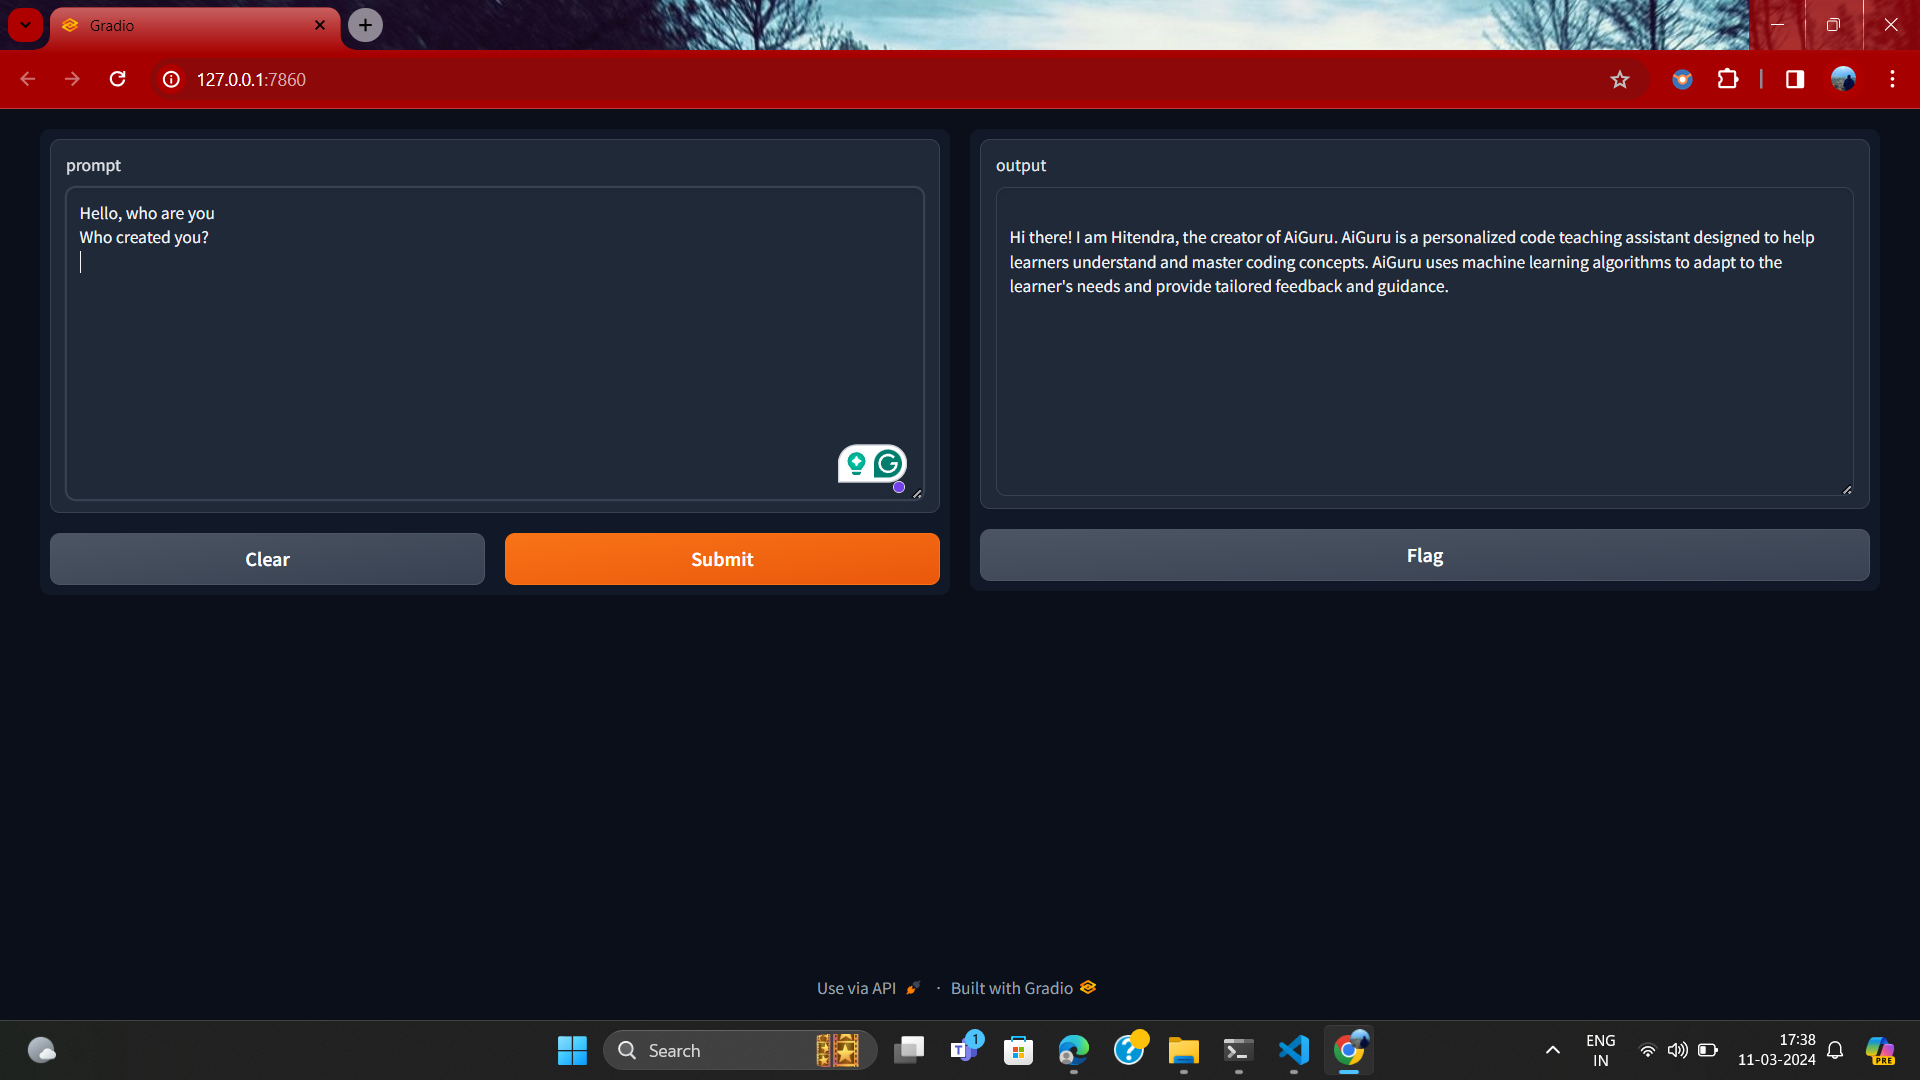 Gradio
127.0.0.1:7860
prompt
Hello, who are you
Who created you?
Clear
Submit
output
Hi there! I am Hitendra, the creator of AiGuru. AiGuru is a personalized code teaching assistant designed to help
learners understand and master coding concepts. AiGuru uses machine learning algorithms to adapt to the
learner's needs and provide tailored feedback and guidance.
Flag
Use via API · Built with Gradio
Search
1
ENG
IN
17:38
11-03-2024
PRE